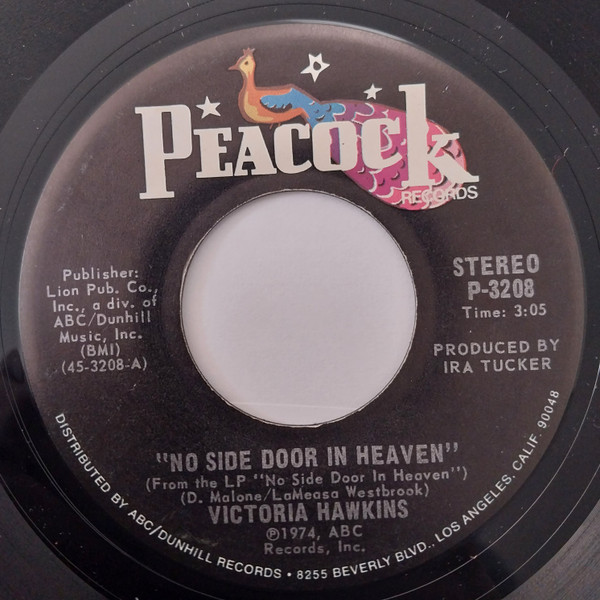 PEACOCK
RECORDS
Publisher:
Lion Pub. Co.,
Inc., a div. of
ABC/Dunhill
Music, Inc.
(BMI)
(45-3208-A)
STEREO
P-3208
Time: 3:05
PRODUCED BY
IRA TUCKER
"NO SIDE DOOR IN HEAVEN"
(From the LP "No Side Door In Heaven")
(D. Malone/LaMeasa Westbrook)
VICTORIA HAWKINS
℗1974, ABC
Records, Inc.
DISTRIBUTED BY ABC/DUNHILL RECORDS • 8255 BEVERLY BLVD., LOS ANGELES, CALIF. 90048